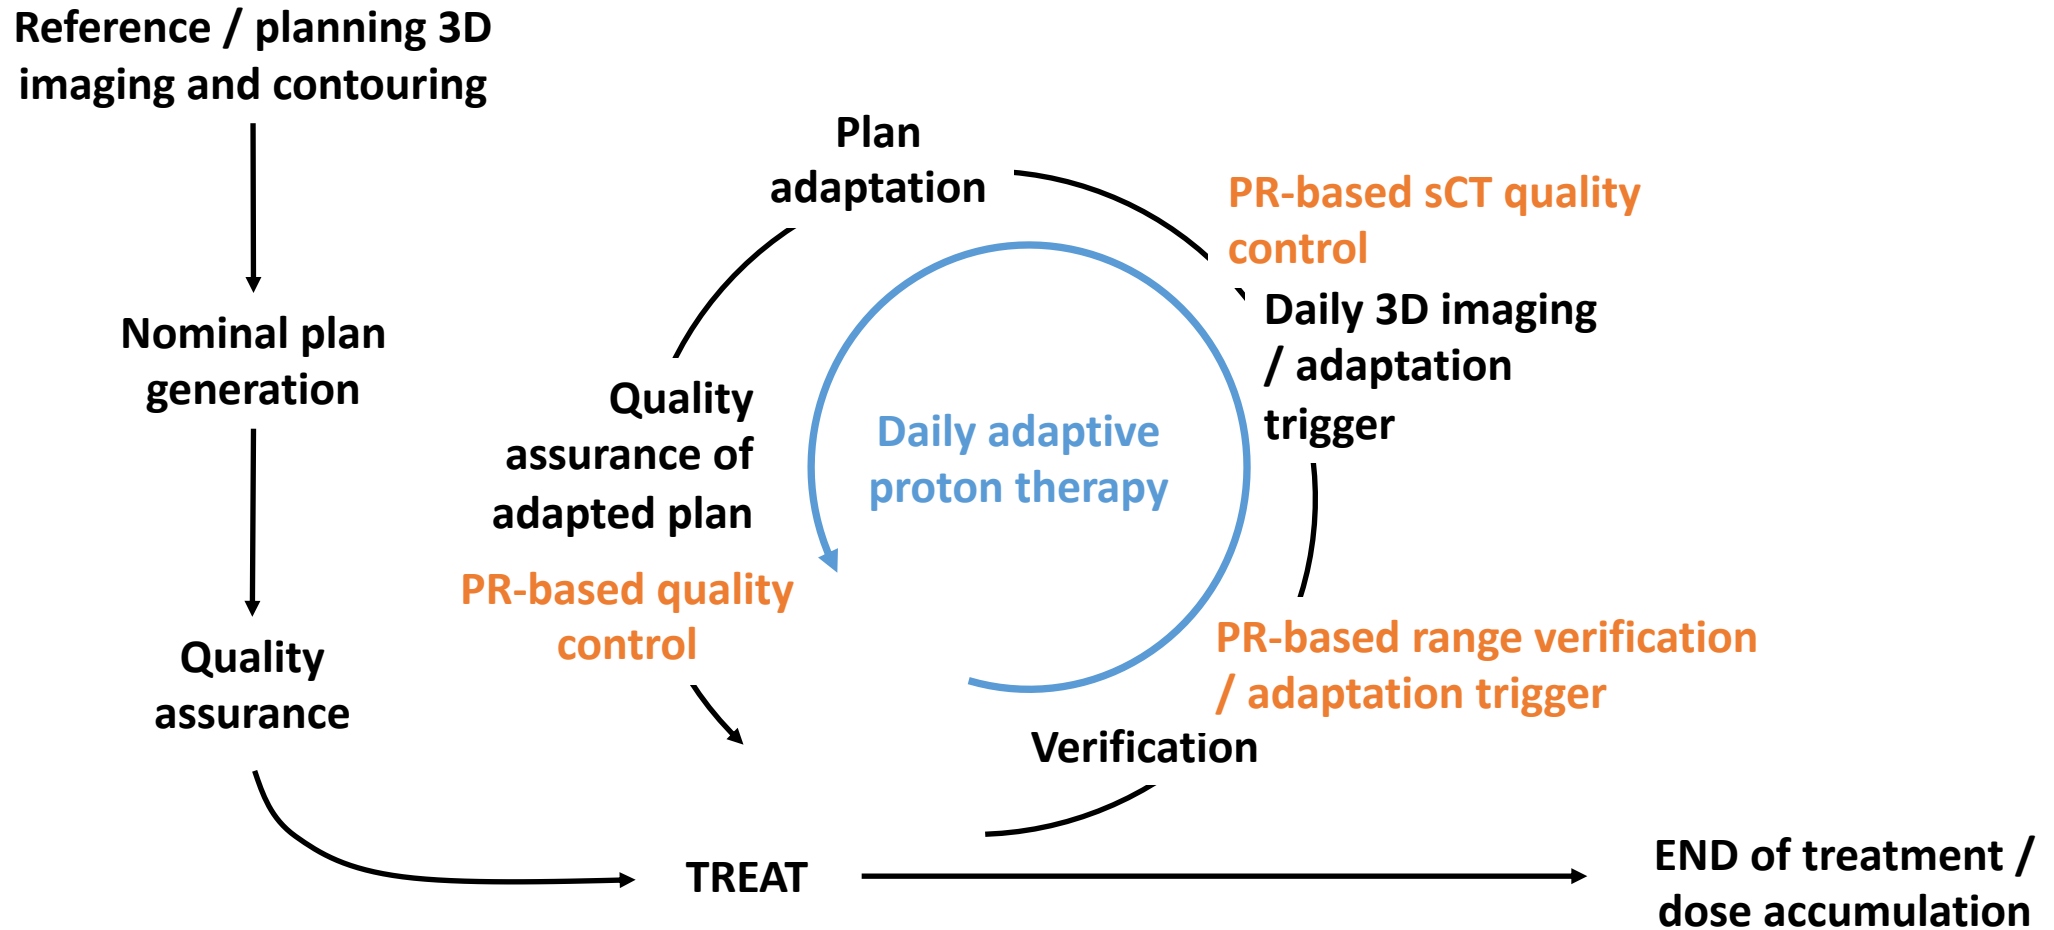 Reference / planning 3D
imaging and contouring
Nominal plan
generation
Quality
assurance
TREAT
END of treatment /
dose accumulation
Plan
adaptation
PR-based sCT quality
control
Daily 3D imaging
/ adaptation
trigger
Quality
assurance of
adapted plan
PR-based quality
control
Daily adaptive
proton therapy
PR-based range verification
/ adaptation trigger
Verification